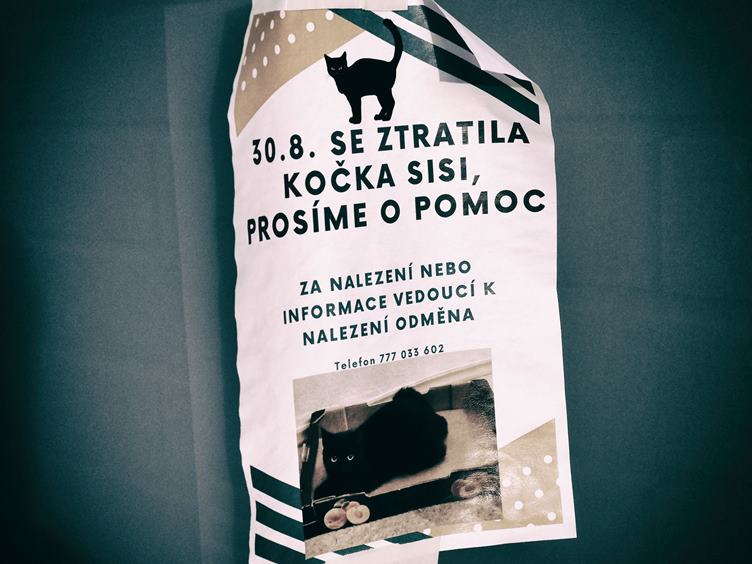 30.8. SE ZTRATILA
KOČKA SISI,
PROSÍME O POMOC
ZA NALEZENÍ NEBO
INFORMACE VEDOUCÍ K
NALEZENÍ ODMĚNA
Telefon 777 033 602